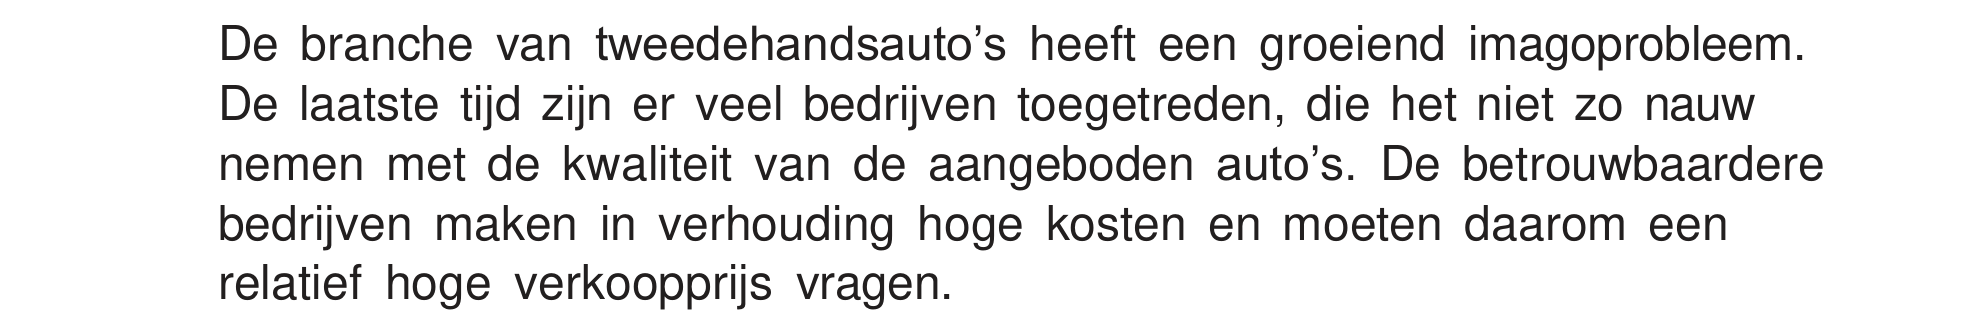 De branche van tweedehandsauto’s heeft een groeiend imagoprobleem.
De laatste tijd zijn er veel bedrijven toegetreden, die het niet zo nauw
nemen met de kwaliteit van de aangeboden auto’s. De betrouwbaardere
bedrijven maken in verhouding hoge kosten en moeten daarom een
relatief hoge verkoopprijs vragen.